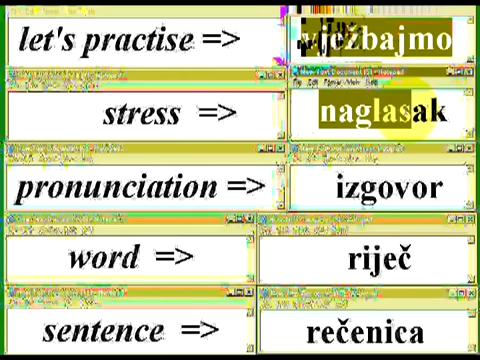 let's practise => vježbajmo
stress => naglasak
pronunciation => izgovor
word => riječ
sentence => rečenica